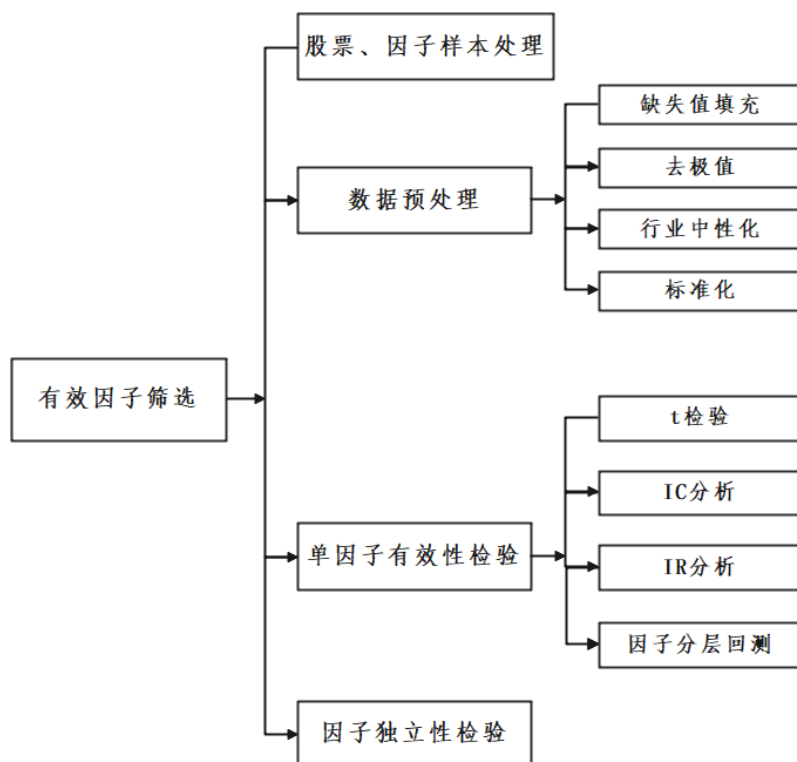 股票、因子样本处理
缺失值填充
去极值
数据预处理
行业中性化
标准化
有效因子筛选
t检验
IC分析
单因子有效性检验
IR分析
因子分层回测
因子独立性检验